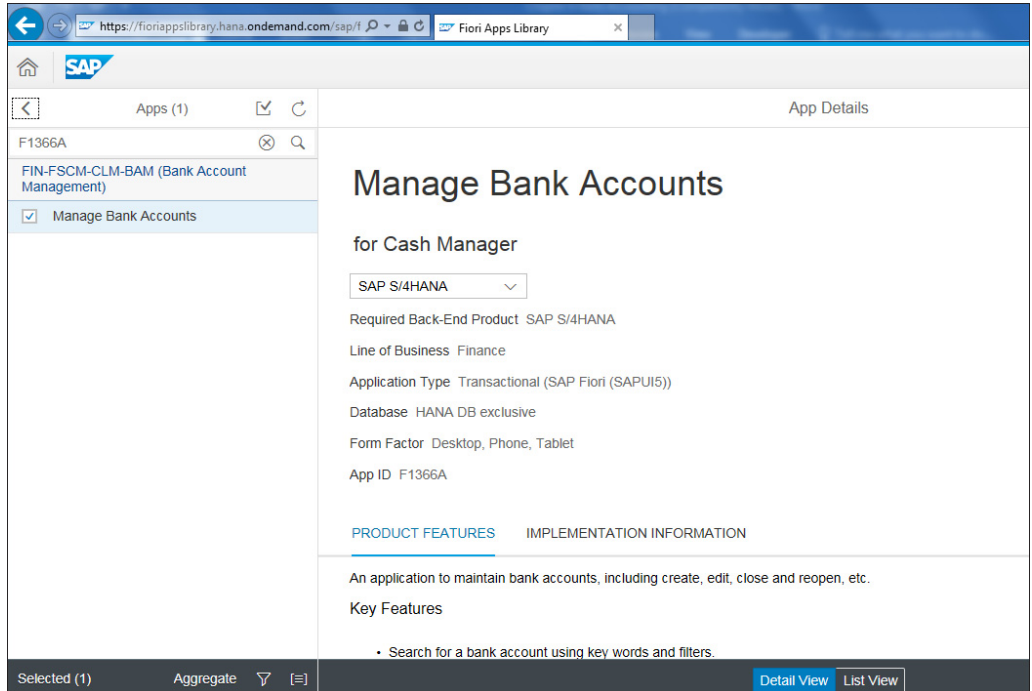 https://fioriappslibrary.hana.ondemand.com/sap/f
Fiori Apps Library
SAP
Apps (1)
App Details
F1366A
FIN-FSCM-CLM-BAM (Bank Account
Management)
Manage Bank Accounts
Manage Bank Accounts
for Cash Manager
SAP S/4HANA
Required Back-End Product SAP S/4HANA
Line of Business Finance
Application Type Transactional (SAP Fiori (SAPUI5))
Database HANA DB exclusive
Form Factor Desktop, Phone, Tablet
App ID F1366A
PRODUCT FEATURES IMPLEMENTATION INFORMATION
An application to maintain bank accounts, including create, edit, close and reopen, etc.
Key Features
• Search for a bank account using key words and filters.
Selected (1) Aggregate
Detail View List View